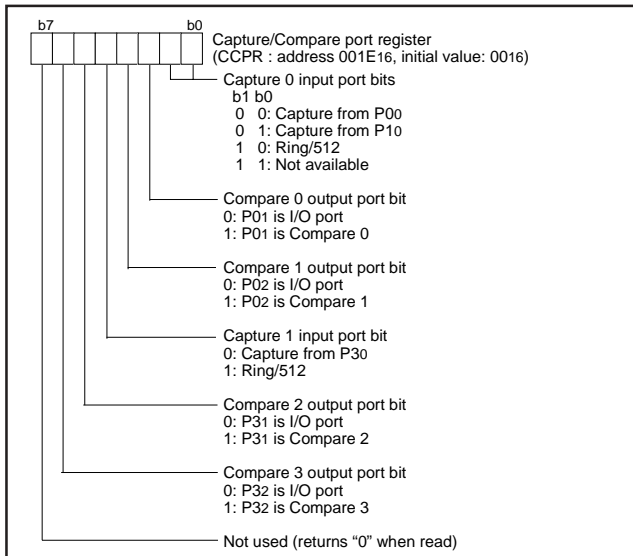 b7 b0
Capture/Compare port register
(CCPR : address 001E16, initial value: 0016)
Capture 0 input port bits
b1 b0
0 0: Capture from P00
0 1: Capture from P10
1 0: Ring/512
1 1: Not available
Compare 0 output port bit
0: P01 is I/O port
1: P01 is Compare 0
Compare 1 output port bit
0: P02 is I/O port
1: P02 is Compare 1
Capture 1 input port bit
0: Capture from P30
1: Ring/512
Compare 2 output port bit
0: P31 is I/O port
1: P31 is Compare 2
Compare 3 output port bit
0: P32 is I/O port
1: P32 is Compare 3
Not used (returns “0” when read)